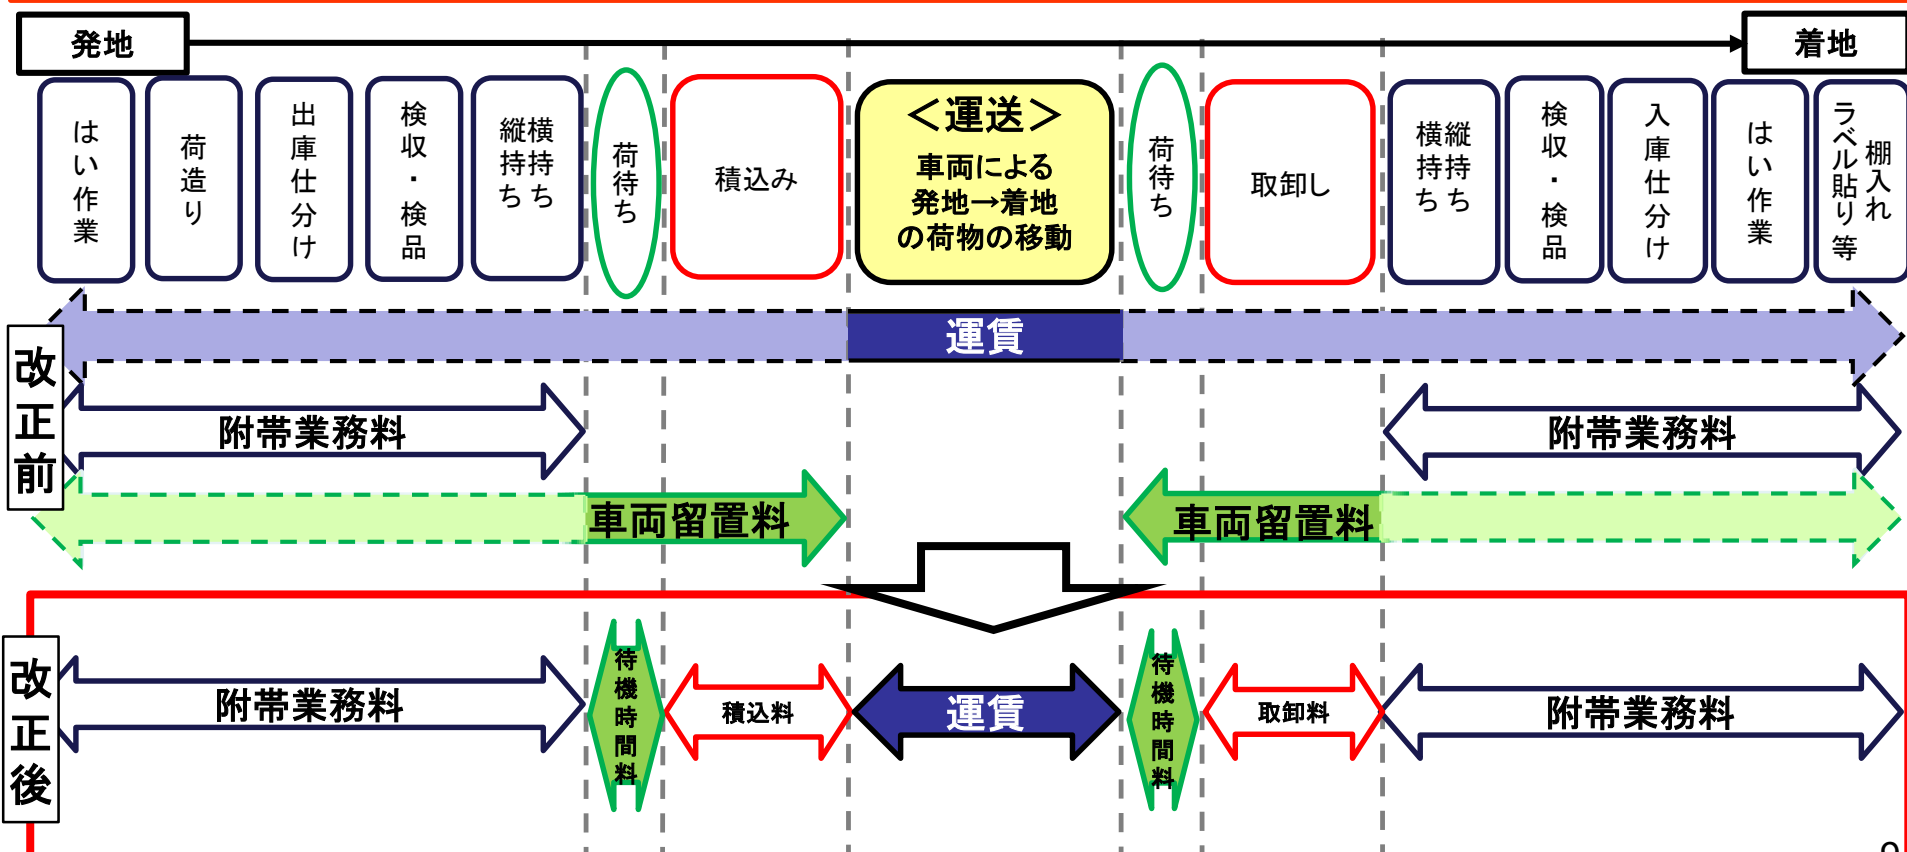 発地
着地
はい作業
荷造り
出庫仕分け
検収・検品
横持ち
縦持ち
荷待ち
積込み
＜運送＞
車両による
発地→着地
の荷物の移動
荷待ち
取卸し
縦持ち
横持ち
検収・検品
入庫仕分け
はい作業
棚入れ
ラベル貼り等
改正前
運賃
附帯業務料
附帯業務料
車両留置料
車両留置料
改正後
附帯業務料
待機時間料
積込料
運賃
待機時間料
取卸料
附帯業務料